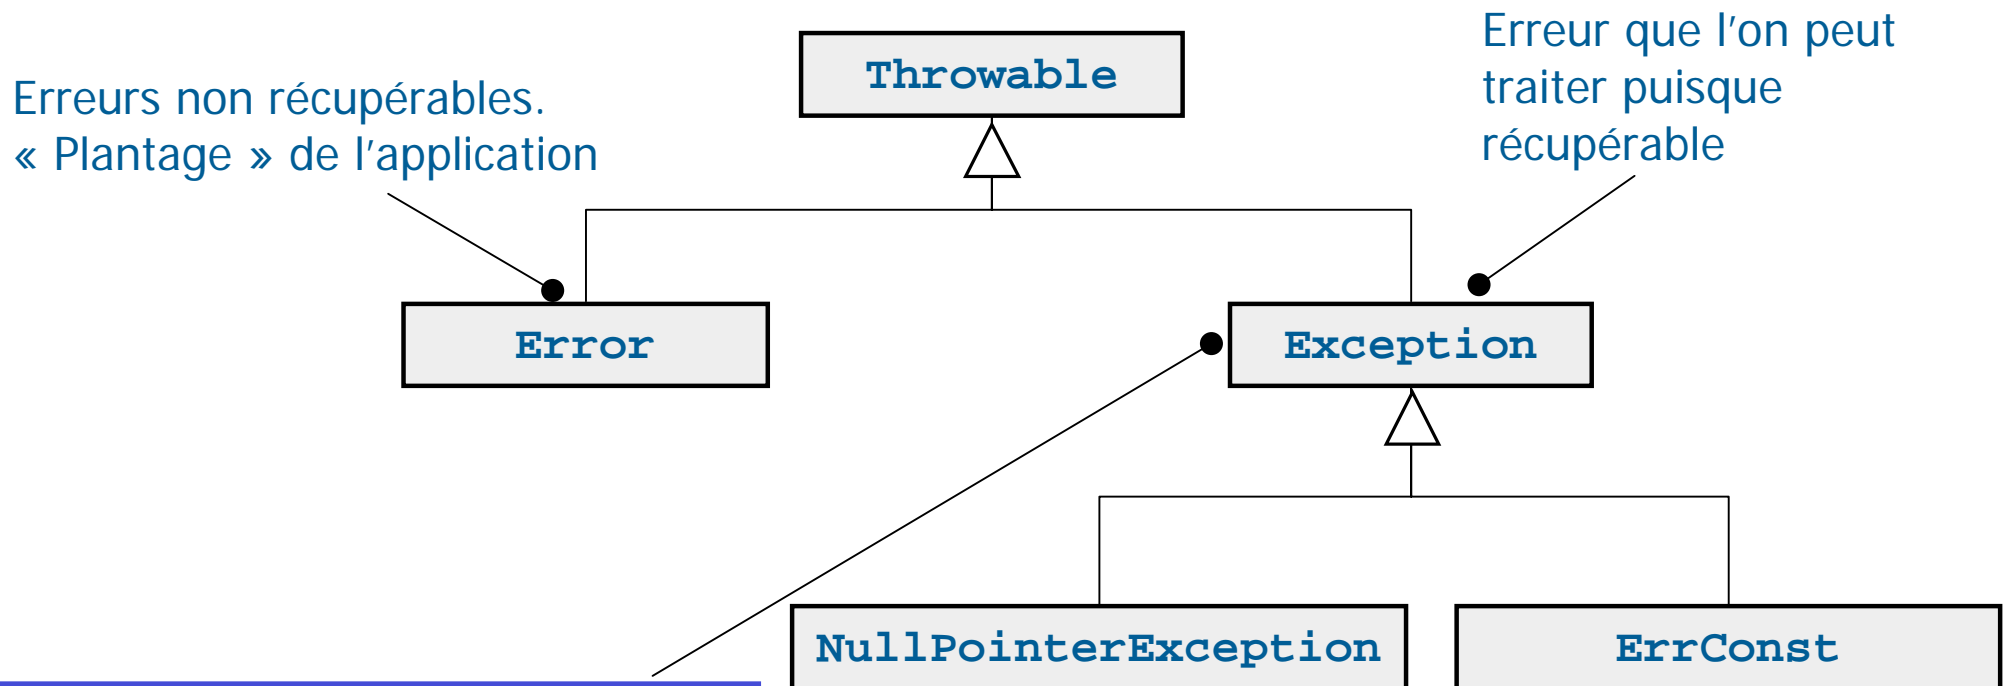 Throwable
Erreur que l'on peut
traiter puisque
récupérable
Erreurs non récupérables.
« Plantage » de l'application
Error
Exception
NullPointerException
ErrConst